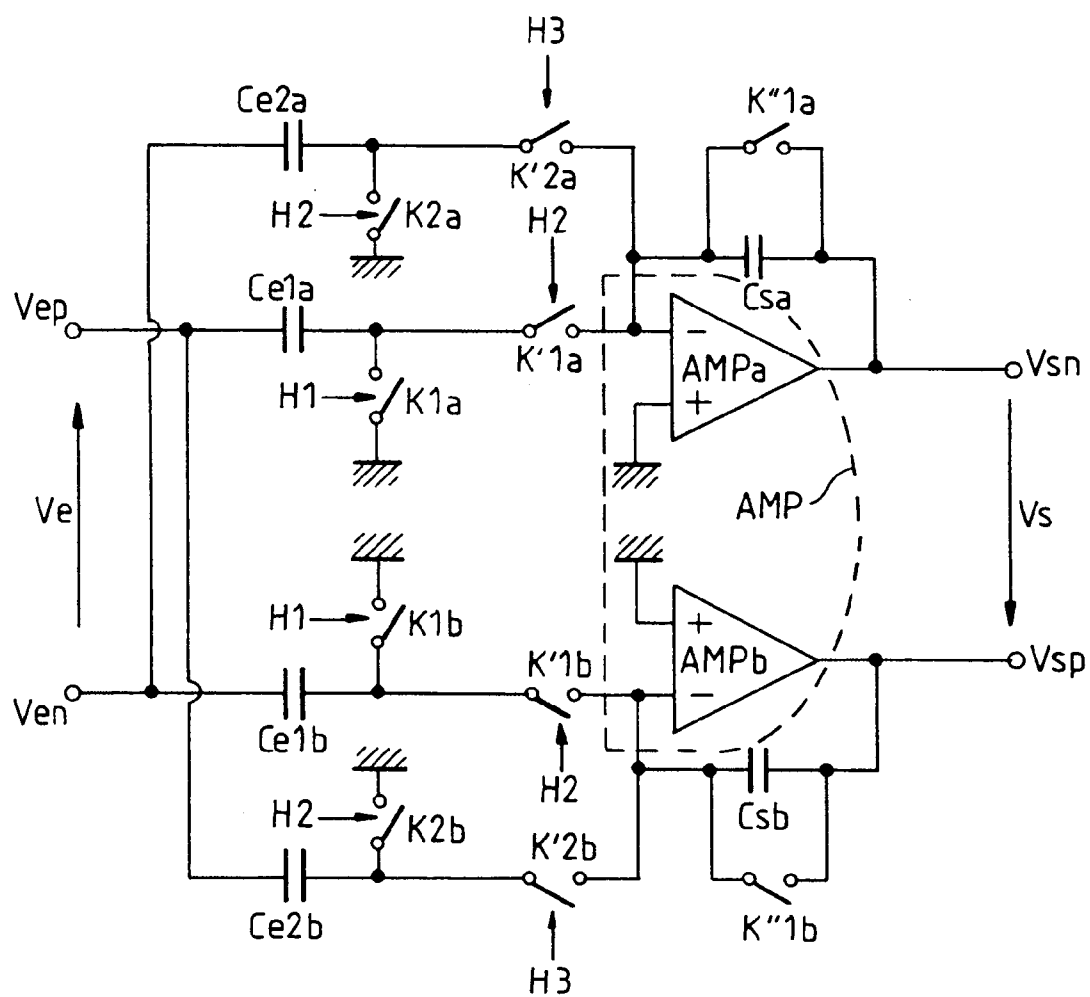 H3
Ce2a
K"1a
K'2a
H2
K2a
H2
Ce1a
Csa
Vep
K'1a
AMPa
−
+
Vsn
H1
K1a
Ve
AMP
Vs
H1
K1b
K'1b
+
AMPb
−
Vsp
Ven
Ce1b
H2
H2
K2b
K'2b
Csb
Ce2b
K"1b
H3